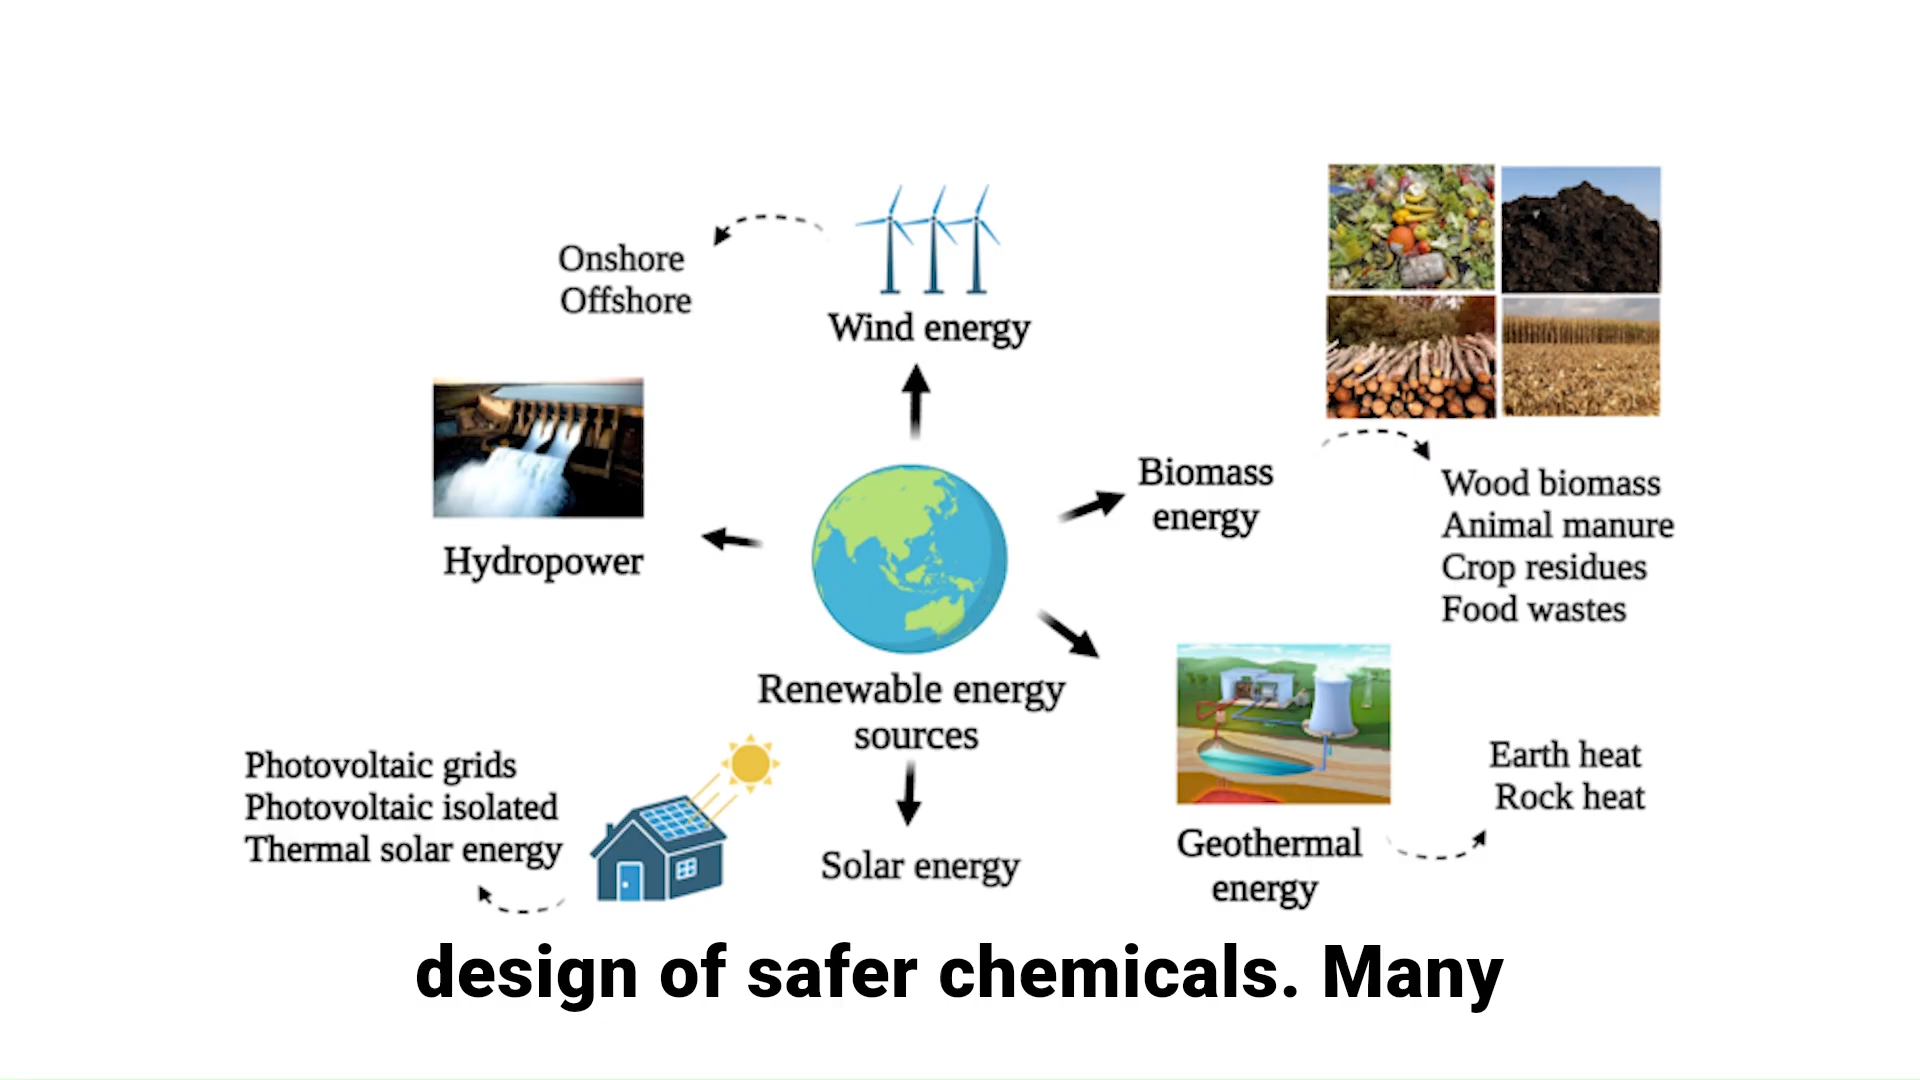 Onshore
Offshore
Wind energy
Hydropower
Biomass
energy
Wood biomass
Animal manure
Crop residues
Food wastes
Renewable energy
sources
Photovoltaic grids
Photovoltaic isolated
Thermal solar energy
Solar energy
Earth heat
Rock heat
Geothermal
energy
design of safer chemicals. Many